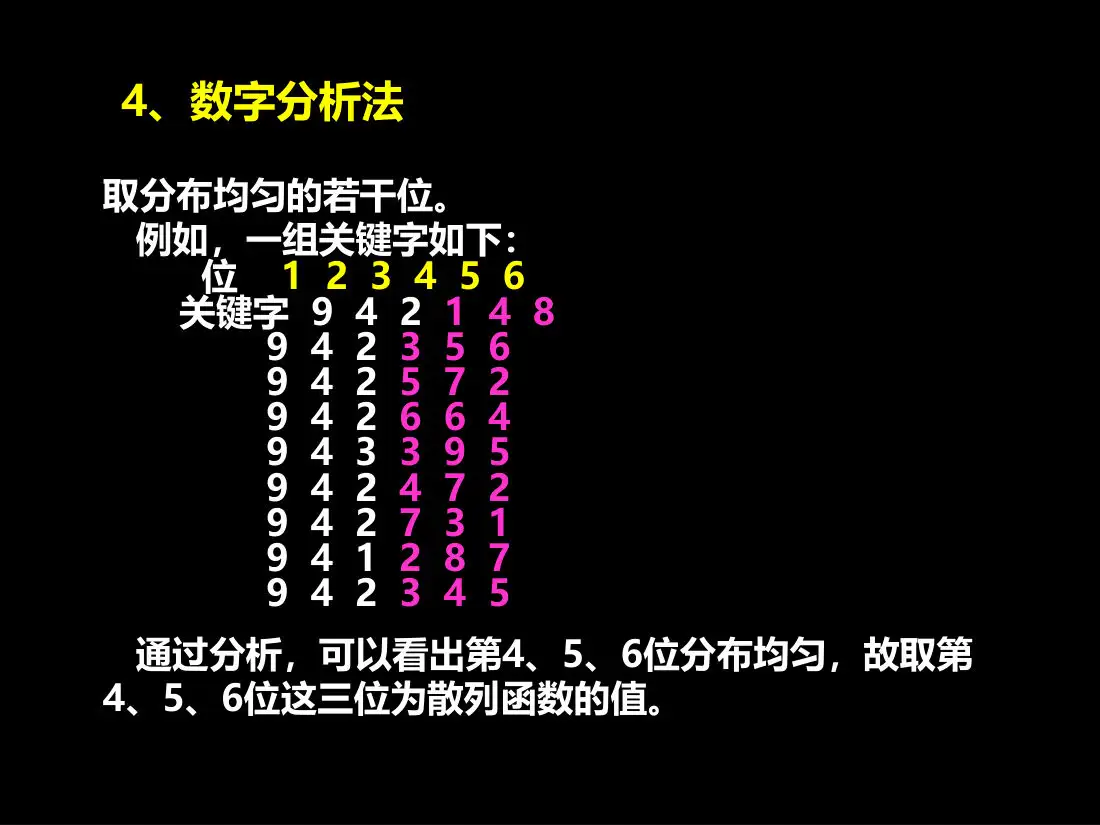 4、数字分析法
取分布均匀的若干位。
例如，一组关键字如下：
位 1 2 3 4 5 6
关键字 9 4 2 1 4 8
9 4 2 3 5 6
9 4 2 5 7 2
9 4 2 6 6 4
9 4 3 3 9 5
9 4 2 4 7 2
9 4 2 7 3 1
9 4 1 2 8 7
9 4 2 3 4 5
通过分析，可以看出第4、5、6位分布均匀，故取第
4、5、6位这三位为散列函数的值。